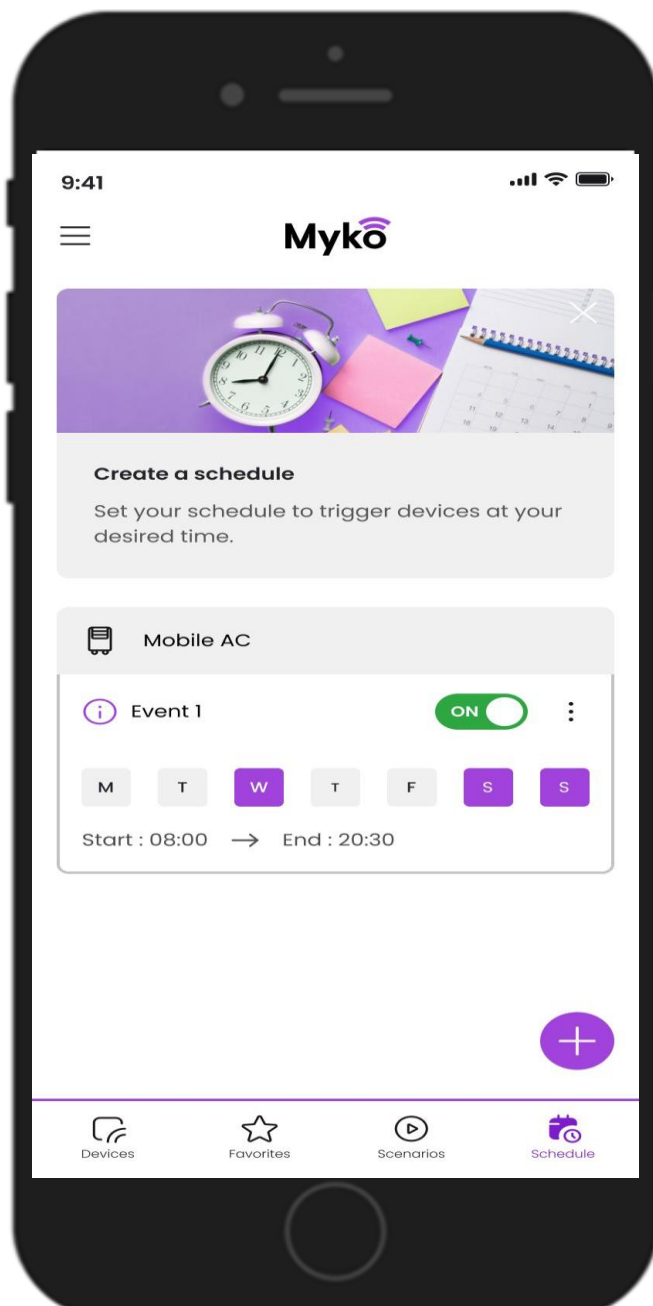 9:41
Myko
Create a schedule
Set your schedule to trigger devices at your
desired time.
Mobile AC
Event 1
ON
M T W T F S S
Start : 08:00 → End : 20:30
Devices Favorites Scenarios Schedule